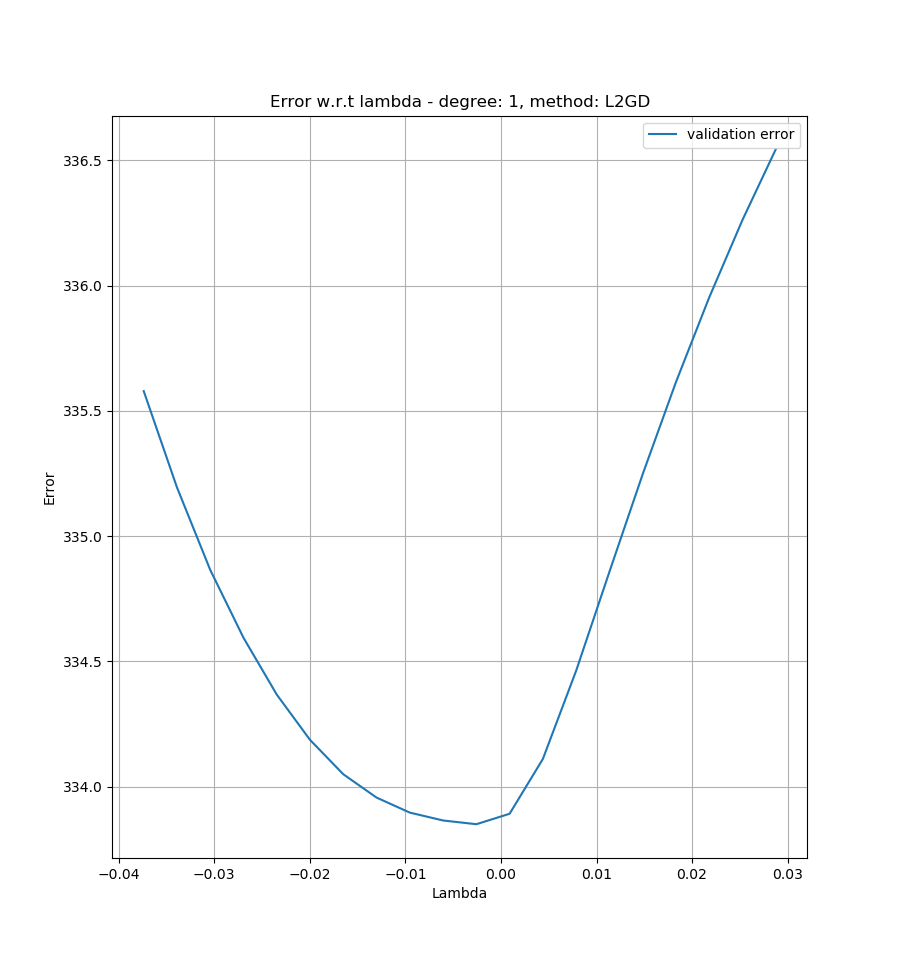 Error w.r.t lambda - degree: 1, method: L2GD
validation error
336.5
336.0
335.5
335.0
334.5
334.0
Error
−0.04 −0.03 −0.02 −0.01 0.00 0.01 0.02 0.03
Lambda